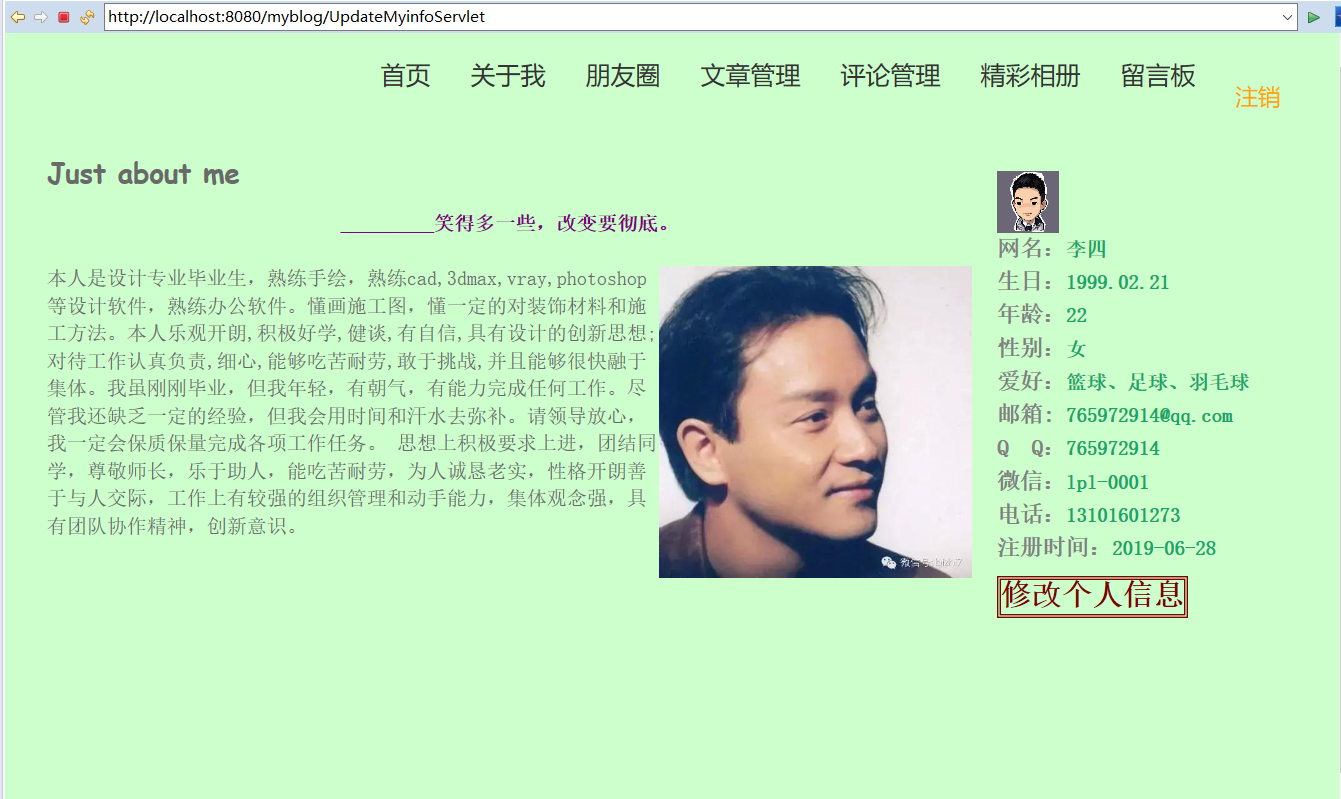 http://localhost:8080/myblog/UpdateMyinfoServlet
首页 关于我 朋友圈 文章管理 评论管理 精彩相册 留言板
注销
Just about me
_________笑得多一些，改变要彻底。
本人是设计专业毕业生，熟练手绘，熟练cad,3dmax,vray,photoshop
等设计软件，熟练办公软件。懂画施工图，懂一定的对装饰材料和施
工方法。本人乐观开朗,积极好学,健谈,有自信,具有设计的创新思想;
对待工作认真负责,细心,能够吃苦耐劳,敢于挑战,并且能够很快融于
集体。我虽刚刚毕业，但我年轻，有朝气，有能力完成任何工作。尽
管我还缺乏一定的经验，但我会用时间和汗水去弥补。请领导放心，
我一定会保质保量完成各项工作任务。 思想上积极要求上进，团结同
学，尊敬师长，乐于助人，能吃苦耐劳，为人诚恳老实，性格开朗善
于与人交际，工作上有较强的组织管理和动手能力，集体观念强，具
有团队协作精神，创新意识。
微信号:
网名：李四
生日：1999.02.21
年龄：22
性别：女
爱好：篮球、足球、羽毛球
邮箱：765972914@qq.com
Q Q：765972914
微信：lpl-0001
电话：13101601273
注册时间：2019-06-28
修改个人信息